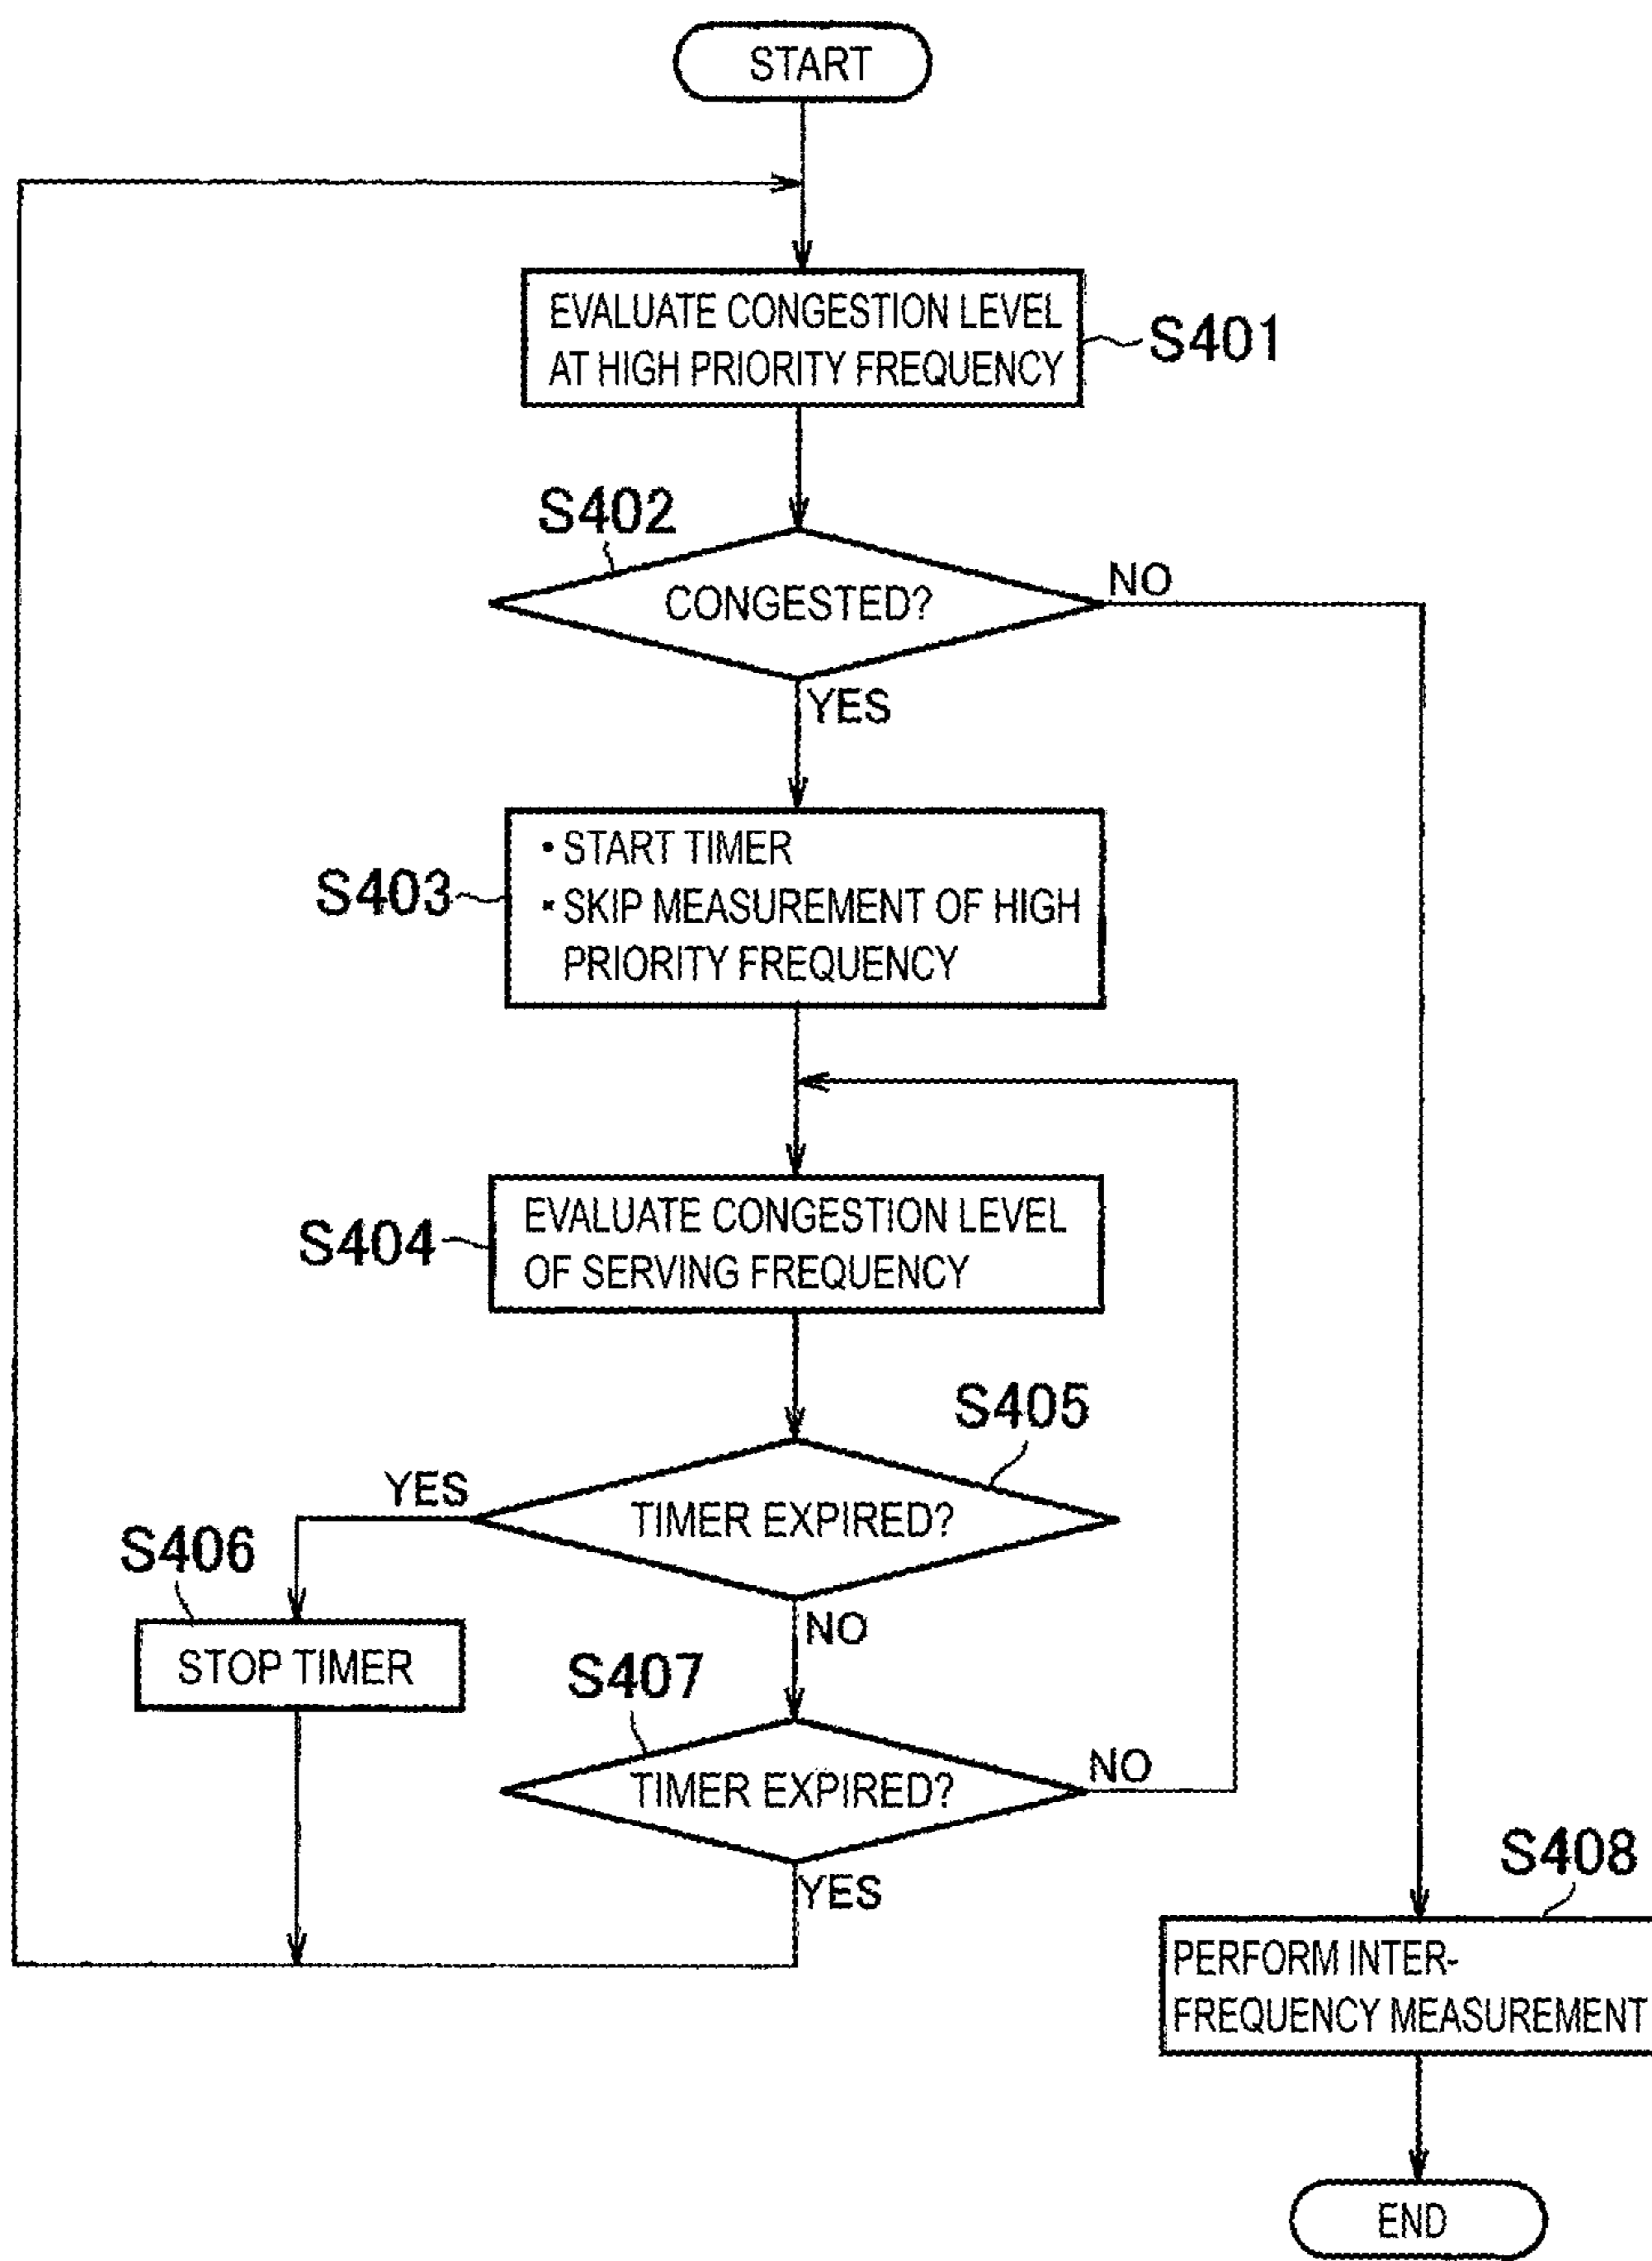 START
EVALUATE CONGESTION LEVEL
AT HIGH PRIORITY FREQUENCY
S401
S402
CONGESTED?
NO
YES
S403
• START TIMER
• SKIP MEASUREMENT OF HIGH
PRIORITY FREQUENCY
S404
EVALUATE CONGESTION LEVEL
OF SERVING FREQUENCY
S405
YES
TIMER EXPIRED?
S406
NO
STOP TIMER
S407
TIMER EXPIRED?
NO
YES
S408
PERFORM INTER-
FREQUENCY MEASUREMENT
END